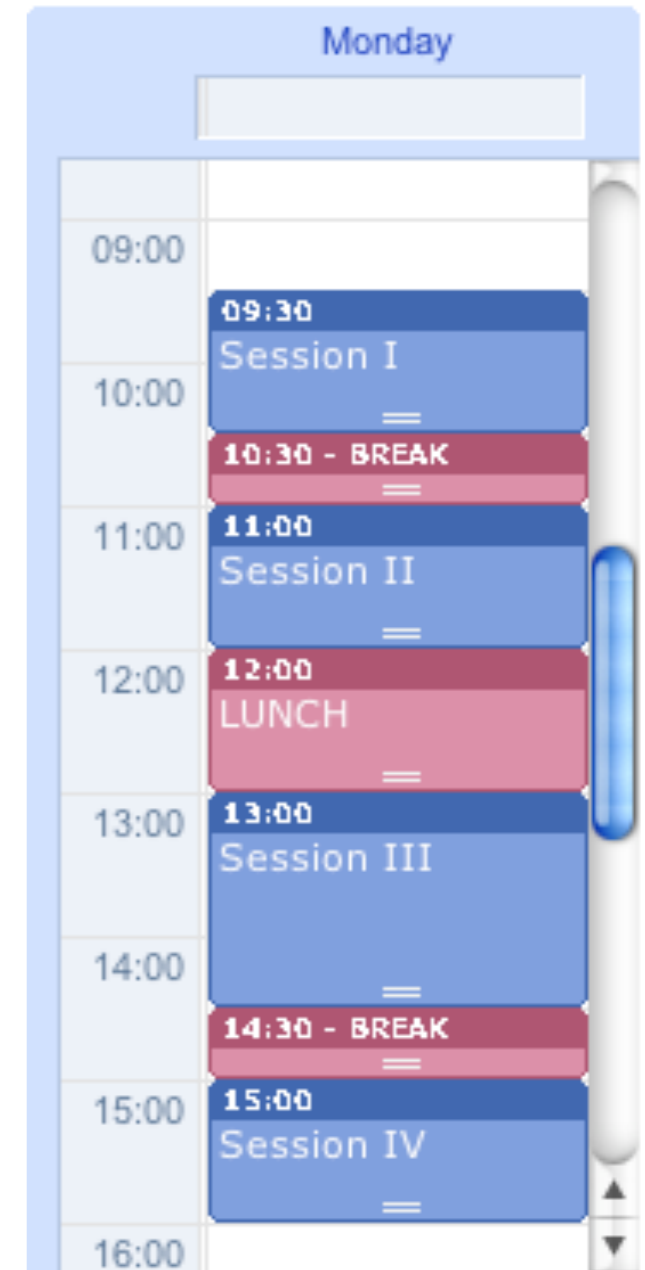 Monday
09:00
09:30
Session I
10:00
10:30 - BREAK
11:00
11:00
Session II
12:00
12:00
LUNCH
13:00
13:00
Session III
14:00
14:30 - BREAK
15:00
15:00
Session IV
16:00